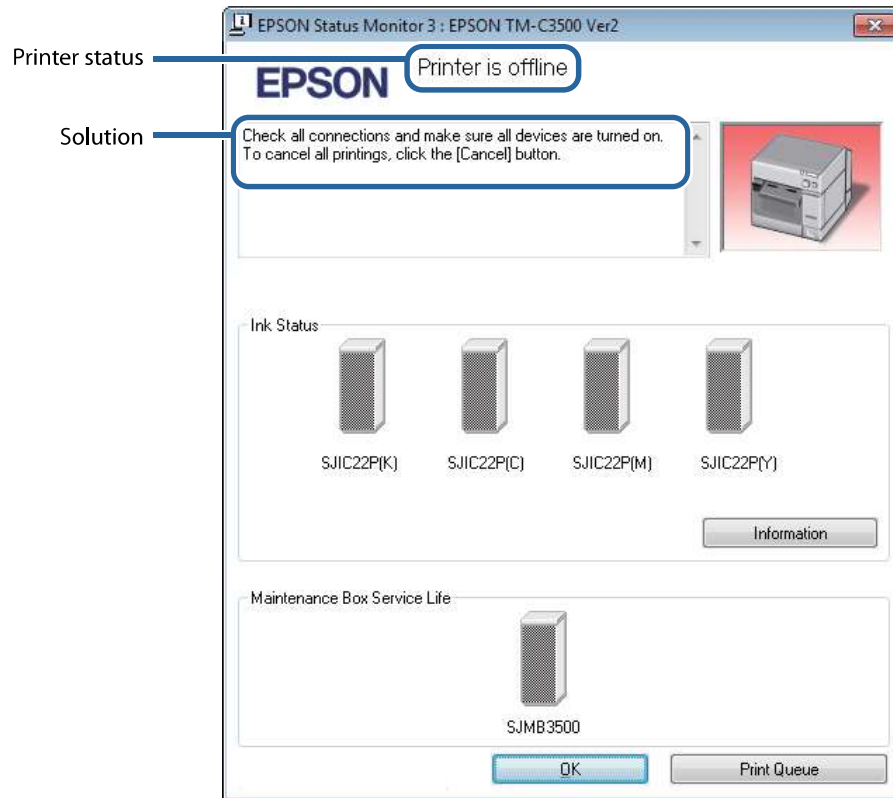 EPSON Status Monitor 3 : EPSON TM-C3500 Ver2
Printer status
EPSON
Printer is offline
Solution
Check all connections and make sure all devices are turned on.
To cancel all printings, click the [Cancel] button.
Ink Status
SJIC22P(K)
SJIC22P(C)
SJIC22P(M)
SJIC22P(Y)
Information
Maintenance Box Service Life
SJMB3500
OK
Print Queue